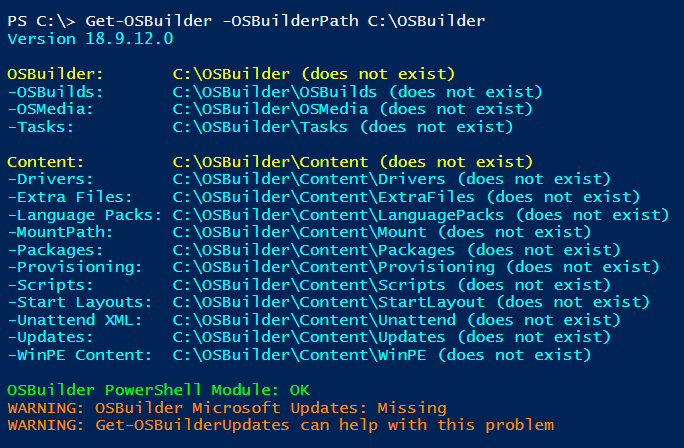 PS C:\> Get-OSBuilder -OSBuilderPath C:\OSBuilder
Version 18.9.12.0
OSBuilder: C:\OSBuilder (does not exist)
-OSBuilds: C:\OSBuilder\OSBuilds (does not exist)
-OSMedia: C:\OSBuilder\OSMedia (does not exist)
-Tasks: C:\OSBuilder\Tasks (does not exist)
Content: C:\OSBuilder\Content (does not exist)
-Drivers: C:\OSBuilder\Content\Drivers (does not exist)
-Extra Files: C:\OSBuilder\Content\ExtraFiles (does not exist)
-Language Packs: C:\OSBuilder\Content\LanguagePacks (does not exist)
-MountPath: C:\OSBuilder\Content\Mount (does not exist)
-Packages: C:\OSBuilder\Content\Packages (does not exist)
-Provisioning: C:\OSBuilder\Content\Provisioning (does not exist)
-Scripts: C:\OSBuilder\Content\Scripts (does not exist)
-Start Layouts: C:\OSBuilder\Content\StartLayout (does not exist)
-Unattend XML: C:\OSBuilder\Content\Unattend (does not exist)
-Updates: C:\OSBuilder\Content\Updates (does not exist)
-WinPE Content: C:\OSBuilder\Content\WinPE (does not exist)
OSBuilder PowerShell Module: OK
WARNING: OSBuilder Microsoft Updates: Missing
WARNING: Get-OSBuilderUpdates can help with this problem